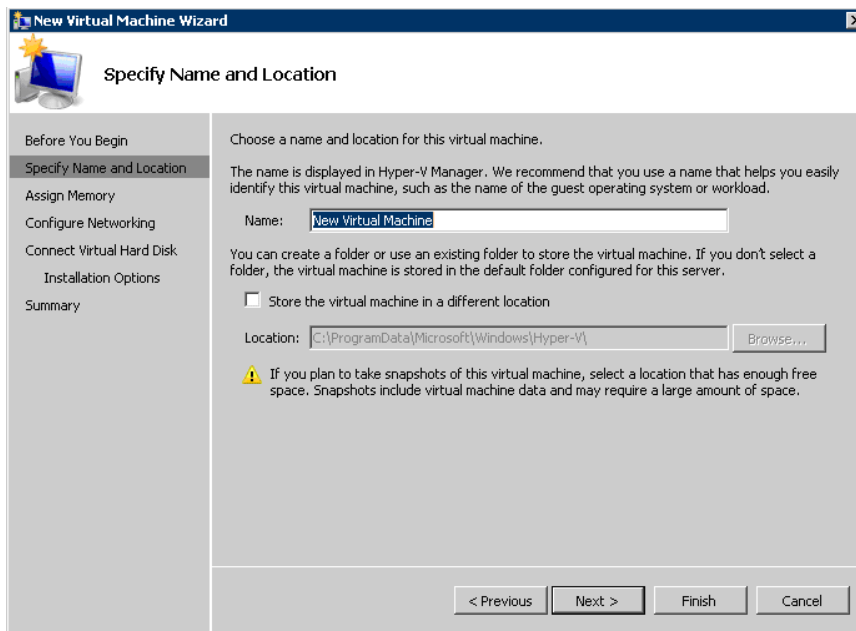 New Virtual Machine Wizard
Specify Name and Location
Before You Begin
Specify Name and Location
Assign Memory
Configure Networking
Connect Virtual Hard Disk
Installation Options
Summary
Choose a name and location for this virtual machine.
The name is displayed in Hyper-V Manager. We recommend that you use a name that helps you easily
identify this virtual machine, such as the name of the guest operating system or workload.
Name: New Virtual Machine
You can create a folder or use an existing folder to store the virtual machine. If you don't select a
folder, the virtual machine is stored in the default folder configured for this server.
Store the virtual machine in a different location
Location: C:\ProgramData\Microsoft\Windows\Hyper-V\ Browse...
If you plan to take snapshots of this virtual machine, select a location that has enough free
space. Snapshots include virtual machine data and may require a large amount of space.
< Previous Next > Finish Cancel